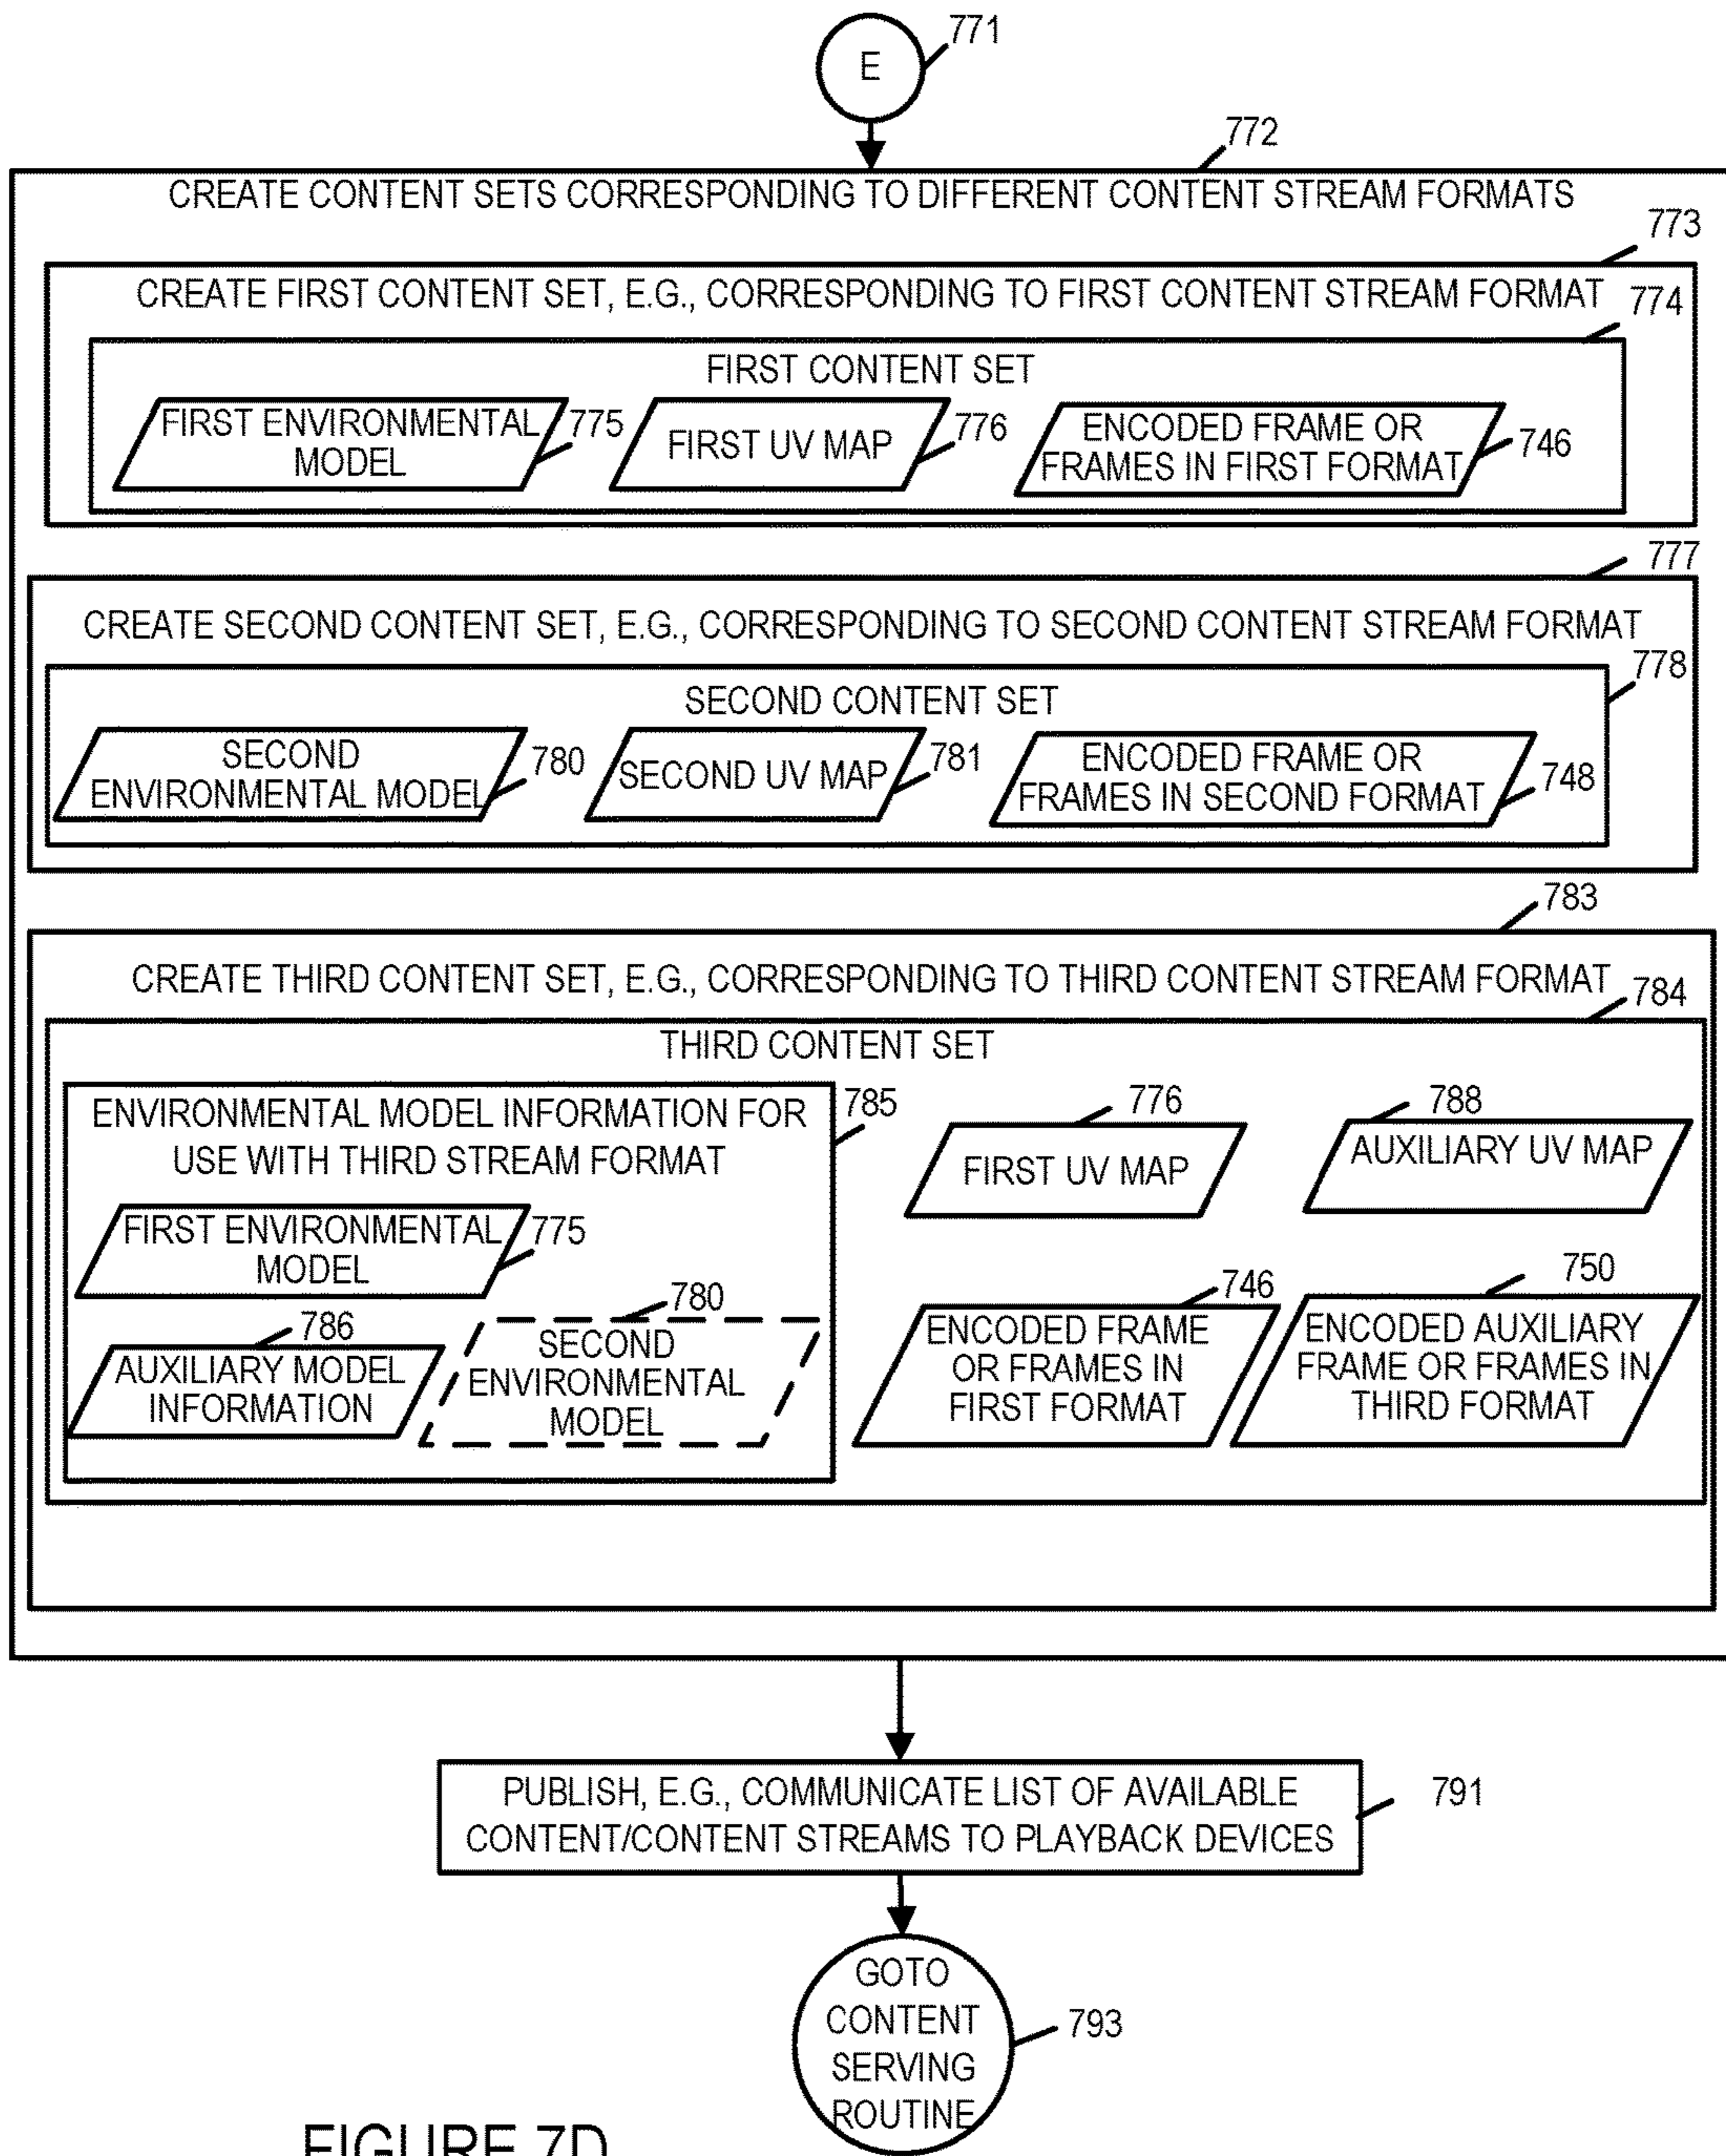 771
E
772
CREATE CONTENT SETS CORRESPONDING TO DIFFERENT CONTENT STREAM FORMATS
773
CREATE FIRST CONTENT SET, E.G., CORRESPONDING TO FIRST CONTENT STREAM FORMAT
774
FIRST CONTENT SET
FIRST ENVIRONMENTAL
MODEL
775
FIRST UV MAP
776
ENCODED FRAME OR
FRAMES IN FIRST FORMAT
746
777
CREATE SECOND CONTENT SET, E.G., CORRESPONDING TO SECOND CONTENT STREAM FORMAT
778
SECOND CONTENT SET
SECOND
ENVIRONMENTAL MODEL
780
SECOND UV MAP
781
ENCODED FRAME OR
FRAMES IN SECOND FORMAT
748
783
CREATE THIRD CONTENT SET, E.G., CORRESPONDING TO THIRD CONTENT STREAM FORMAT
784
THIRD CONTENT SET
ENVIRONMENTAL MODEL INFORMATION FOR
USE WITH THIRD STREAM FORMAT
785
FIRST ENVIRONMENTAL
MODEL
775
786
AUXILIARY MODEL
INFORMATION
780
SECOND
ENVIRONMENTAL
MODEL
776
FIRST UV MAP
788
AUXILIARY UV MAP
746
ENCODED FRAME
OR FRAMES IN
FIRST FORMAT
750
ENCODED AUXILIARY
FRAME OR FRAMES IN
THIRD FORMAT
PUBLISH, E.G., COMMUNICATE LIST OF AVAILABLE
CONTENT/CONTENT STREAMS TO PLAYBACK DEVICES
791
GOTO
CONTENT
SERVING
ROUTINE
793
FIGURE 7D